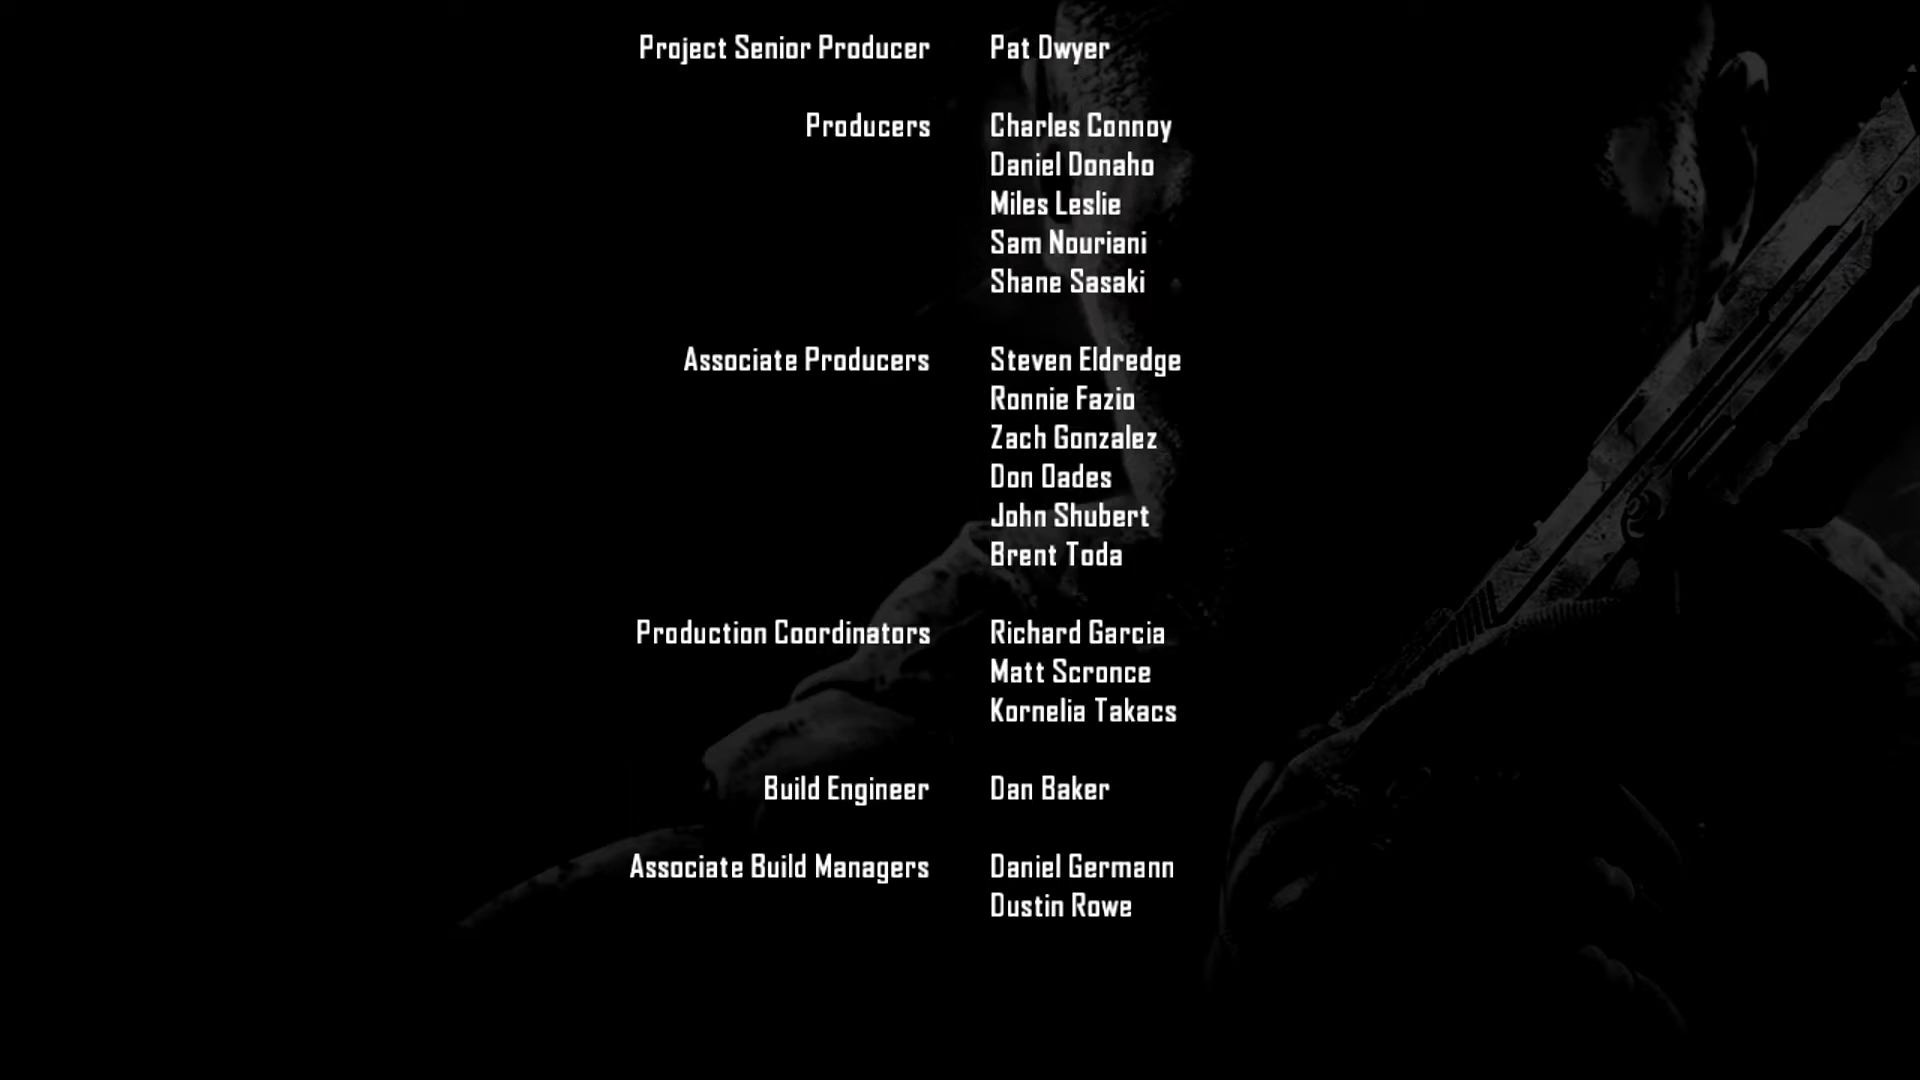 Project Senior Producer Pat Dwyer
Producers Charles Connoy
Daniel Donaho
Miles Leslie
Sam Nouriani
Shane Sasaki
Associate Producers Steven Eldredge
Ronnie Fazio
Zach Gonzalez
Don Oades
John Shubert
Brent Toda
Production Coordinators Richard Garcia
Matt Scronce
Kornelia Takacs
Build Engineer Dan Baker
Associate Build Managers Daniel Germann
Dustin Rowe